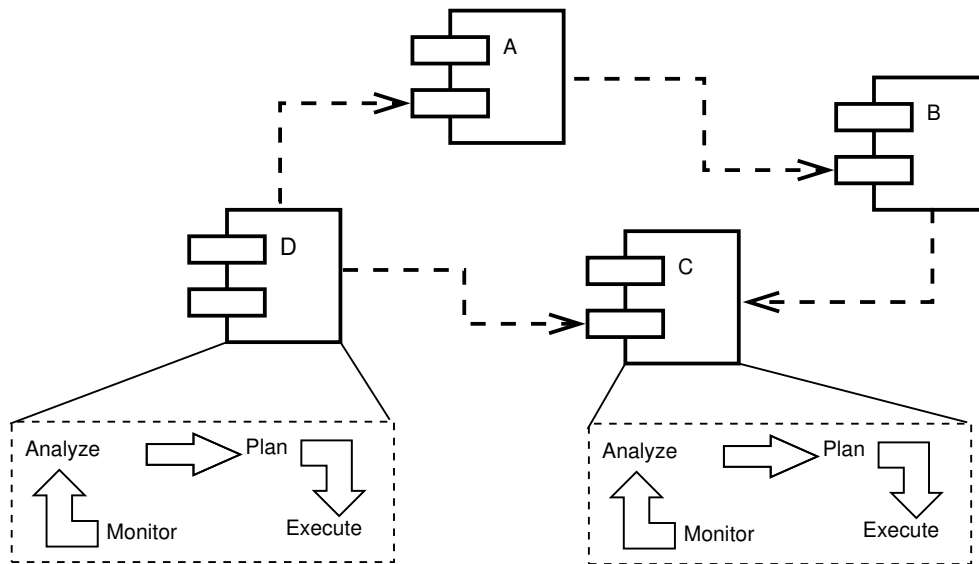 A
B
D
C
Analyze
Plan
Monitor
Execute
Analyze
Plan
Monitor
Execute